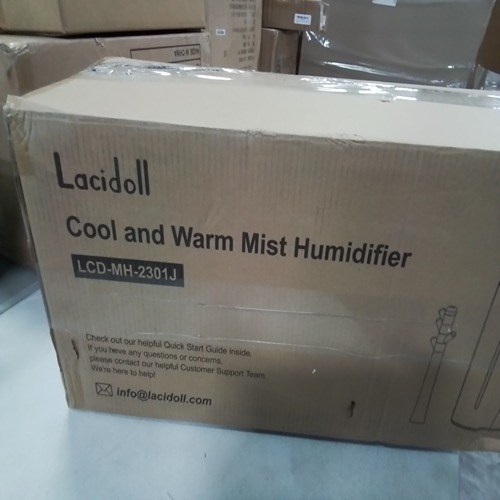 Lacidoll
Cool and Warm Mist Humidifier
LCD-MH-2301J
Check out our helpful Quick Start Guide inside.
If you have any questions or concerns,
please contact our helpful Customer Support Team.
We're here to help!
info@lacidoll.com